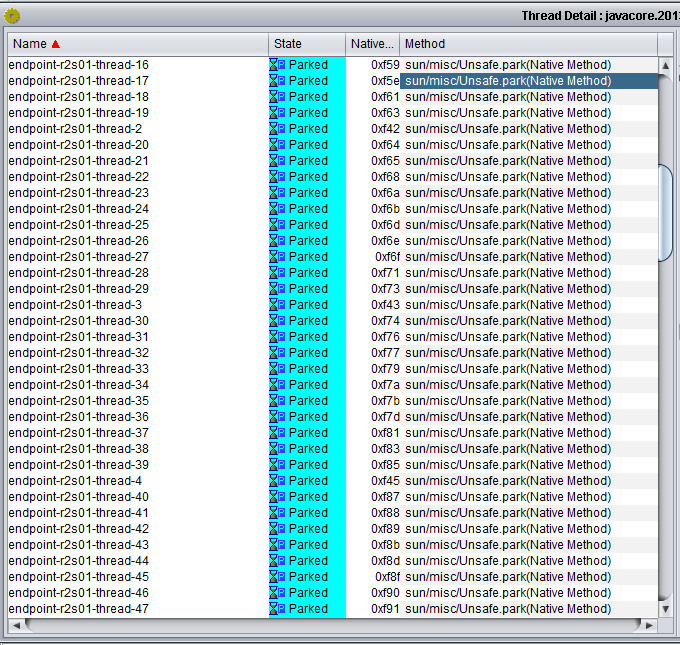 Thread Detail : javacore.201
Name State Native... Method
endpoint-r2s01-thread-16 Parked 0xf59 sun/misc/Unsafe.park(Native Method)
endpoint-r2s01-thread-17 Parked 0xf5e sun/misc/Unsafe.park(Native Method)
endpoint-r2s01-thread-18 Parked 0xf61 sun/misc/Unsafe.park(Native Method)
endpoint-r2s01-thread-19 Parked 0xf63 sun/misc/Unsafe.park(Native Method)
endpoint-r2s01-thread-2 Parked 0xf42 sun/misc/Unsafe.park(Native Method)
endpoint-r2s01-thread-20 Parked 0xf64 sun/misc/Unsafe.park(Native Method)
endpoint-r2s01-thread-21 Parked 0xf65 sun/misc/Unsafe.park(Native Method)
endpoint-r2s01-thread-22 Parked 0xf68 sun/misc/Unsafe.park(Native Method)
endpoint-r2s01-thread-23 Parked 0xf6a sun/misc/Unsafe.park(Native Method)
endpoint-r2s01-thread-24 Parked 0xf6b sun/misc/Unsafe.park(Native Method)
endpoint-r2s01-thread-25 Parked 0xf6d sun/misc/Unsafe.park(Native Method)
endpoint-r2s01-thread-26 Parked 0xf6e sun/misc/Unsafe.park(Native Method)
endpoint-r2s01-thread-27 Parked 0xf6f sun/misc/Unsafe.park(Native Method)
endpoint-r2s01-thread-28 Parked 0xf71 sun/misc/Unsafe.park(Native Method)
endpoint-r2s01-thread-29 Parked 0xf73 sun/misc/Unsafe.park(Native Method)
endpoint-r2s01-thread-3 Parked 0xf43 sun/misc/Unsafe.park(Native Method)
endpoint-r2s01-thread-30 Parked 0xf74 sun/misc/Unsafe.park(Native Method)
endpoint-r2s01-thread-31 Parked 0xf76 sun/misc/Unsafe.park(Native Method)
endpoint-r2s01-thread-32 Parked 0xf77 sun/misc/Unsafe.park(Native Method)
endpoint-r2s01-thread-33 Parked 0xf79 sun/misc/Unsafe.park(Native Method)
endpoint-r2s01-thread-34 Parked 0xf7a sun/misc/Unsafe.park(Native Method)
endpoint-r2s01-thread-35 Parked 0xf7b sun/misc/Unsafe.park(Native Method)
endpoint-r2s01-thread-36 Parked 0xf7d sun/misc/Unsafe.park(Native Method)
endpoint-r2s01-thread-37 Parked 0xf81 sun/misc/Unsafe.park(Native Method)
endpoint-r2s01-thread-38 Parked 0xf83 sun/misc/Unsafe.park(Native Method)
endpoint-r2s01-thread-39 Parked 0xf85 sun/misc/Unsafe.park(Native Method)
endpoint-r2s01-thread-4 Parked 0xf45 sun/misc/Unsafe.park(Native Method)
endpoint-r2s01-thread-40 Parked 0xf87 sun/misc/Unsafe.park(Native Method)
endpoint-r2s01-thread-41 Parked 0xf88 sun/misc/Unsafe.park(Native Method)
endpoint-r2s01-thread-42 Parked 0xf89 sun/misc/Unsafe.park(Native Method)
endpoint-r2s01-thread-43 Parked 0xf8b sun/misc/Unsafe.park(Native Method)
endpoint-r2s01-thread-44 Parked 0xf8d sun/misc/Unsafe.park(Native Method)
endpoint-r2s01-thread-45 Parked 0xf8f sun/misc/Unsafe.park(Native Method)
endpoint-r2s01-thread-46 Parked 0xf90 sun/misc/Unsafe.park(Native Method)
endpoint-r2s01-thread-47 Parked 0xf91 sun/misc/Unsafe.park(Native Method)